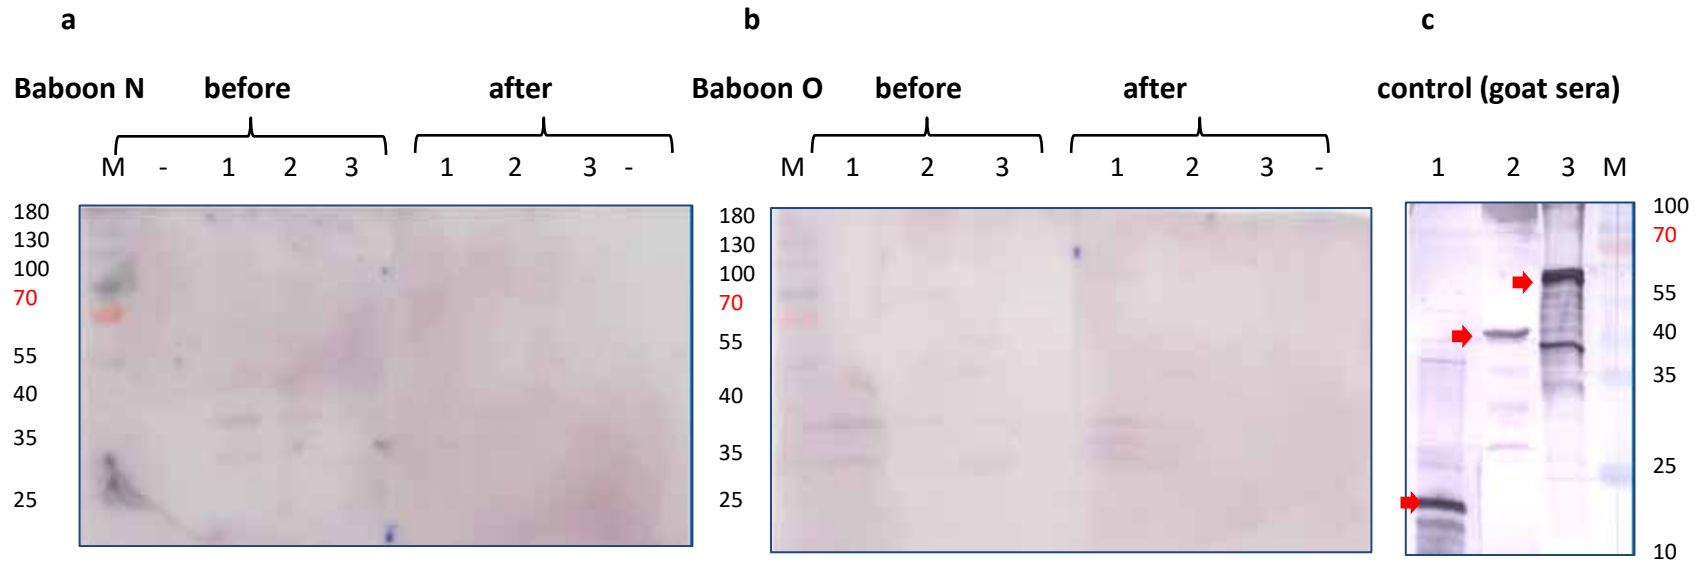 a
b
c
Baboon N before after
Baboon O before after
control (goat sera)
M - 1 2 3 1 2 3 -
M 1 2 3 1 2 3 -
1 2 3 M
180
130
100
70
55
40
35
25
180
130
100
70
55
40
35
25
100
70
55
40
35
25
10